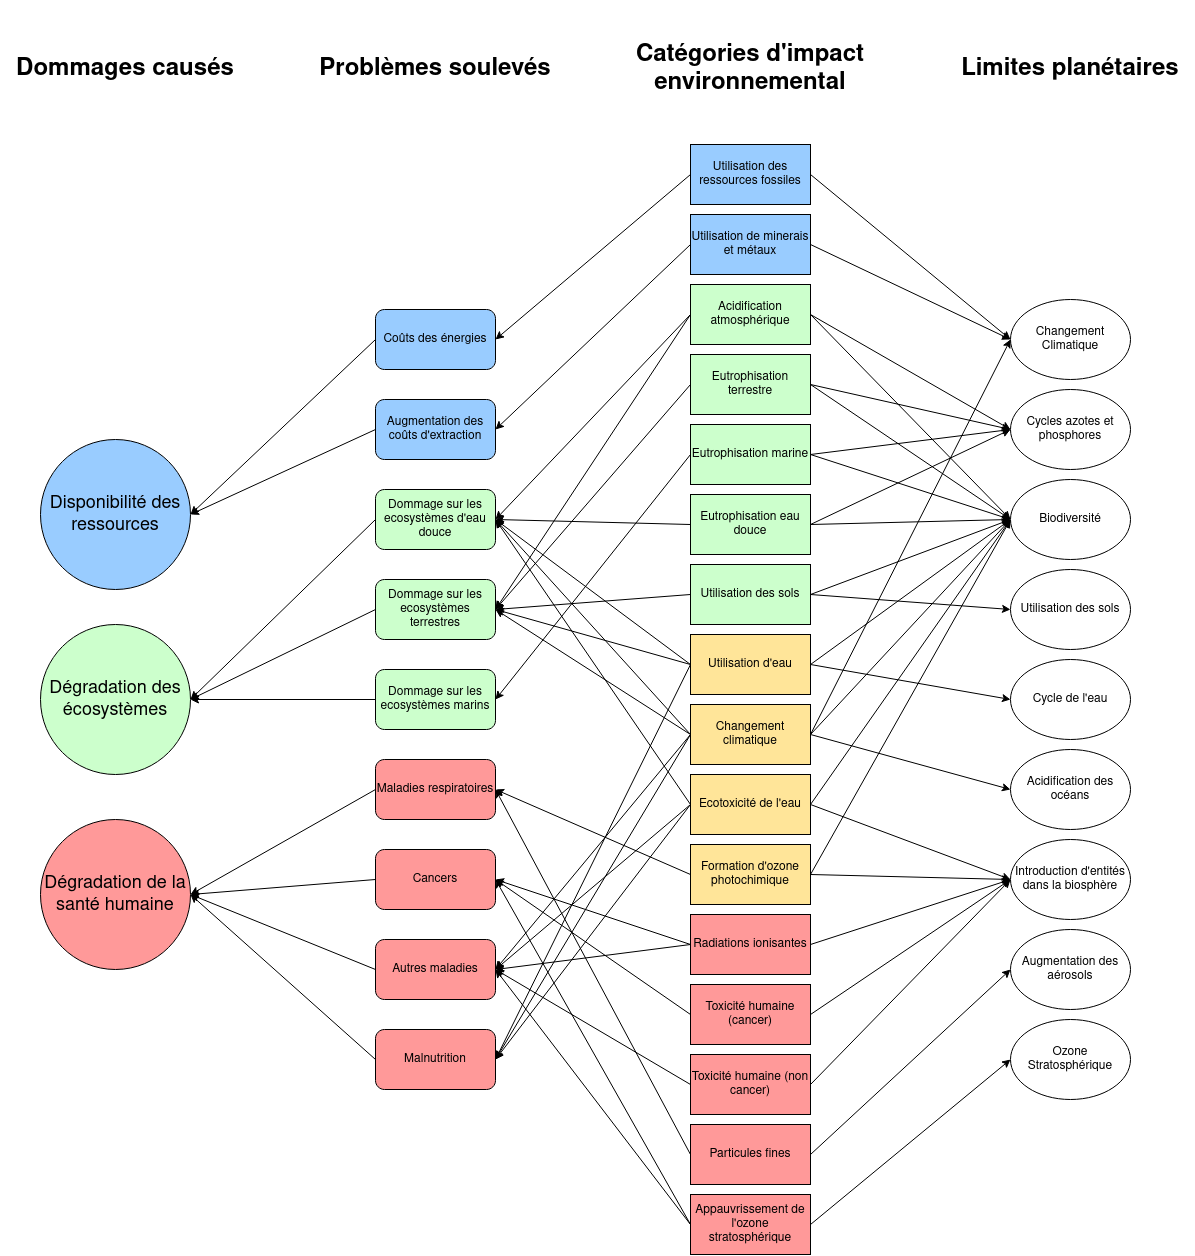 Dommages causés
Problèmes soulevés
Catégories d'impact
environnemental
Limites planétaires
Disponibilité des
ressources
Dégradation des
écosystèmes
Dégradation de la
santé humaine
Coûts des énergies
Augmentation des
coûts d'extraction
Dommage sur les
ecosystèmes d'eau
douce
Dommage sur les
ecosystèmes
terrestres
Dommage sur les
ecosystèmes marins
Maladies respiratoires
Cancers
Autres maladies
Malnutrition
Utilisation des
ressources fossiles
Utilisation de minerais
et métaux
Acidification
atmosphérique
Eutrophisation
terrestre
Eutrophisation marine
Eutrophisation eau
douce
Utilisation des sols
Utilisation d'eau
Changement
climatique
Ecotoxicité de l'eau
Formation d'ozone
photochimique
Radiations ionisantes
Toxicité humaine
(cancer)
Toxicité humaine (non
cancer)
Particules fines
Appauvrissement de
l'ozone
stratosphérique
Changement
Climatique
Cycles azotes et
phosphores
Biodiversité
Utilisation des sols
Cycle de l'eau
Acidification des
océans
Introduction d'entités
dans la biosphère
Augmentation des
aérosols
Ozone
Stratosphérique